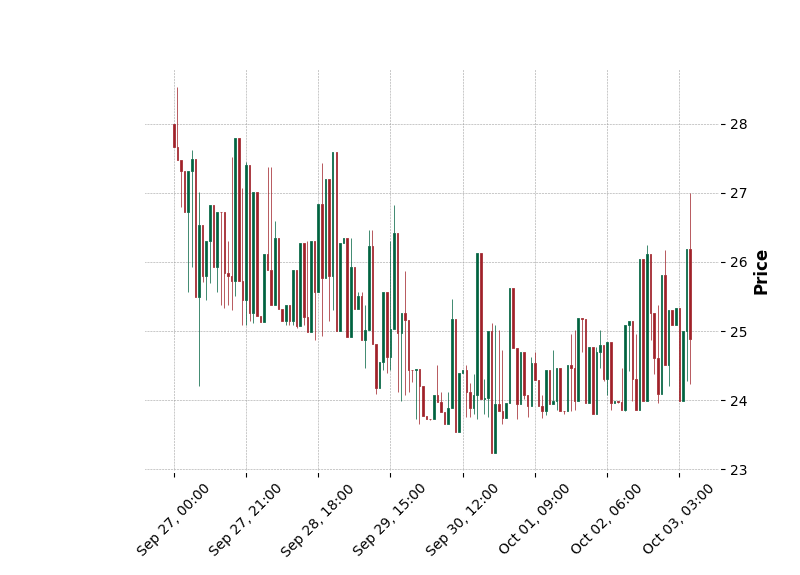 28
27
26
25
24
23
Price
Sep 27, 00:00
Sep 27, 21:00
Sep 28, 18:00
Sep 29, 15:00
Sep 30, 12:00
Oct 01, 09:00
Oct 02, 06:00
Oct 03, 03:00